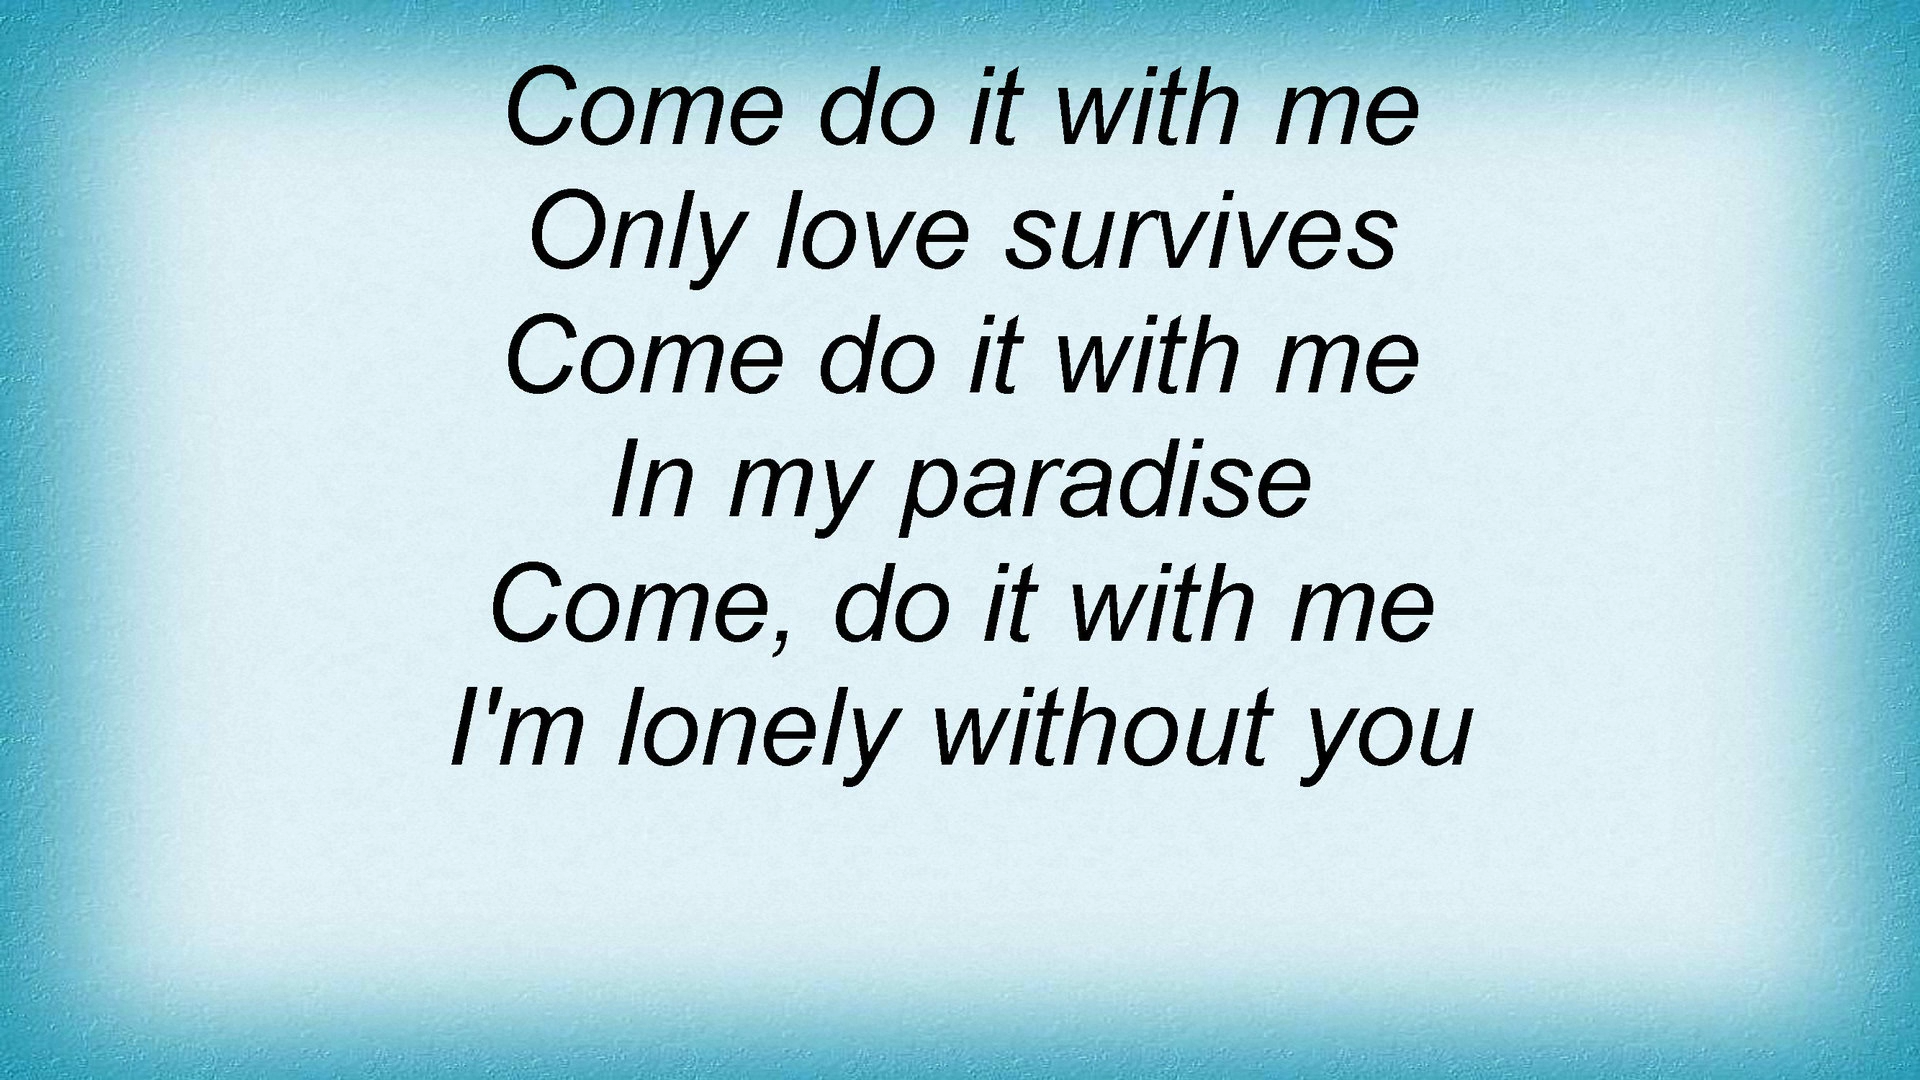 Come do it with me
Only love survives
Come do it with me
In my paradise
Come, do it with me
I'm lonely without you